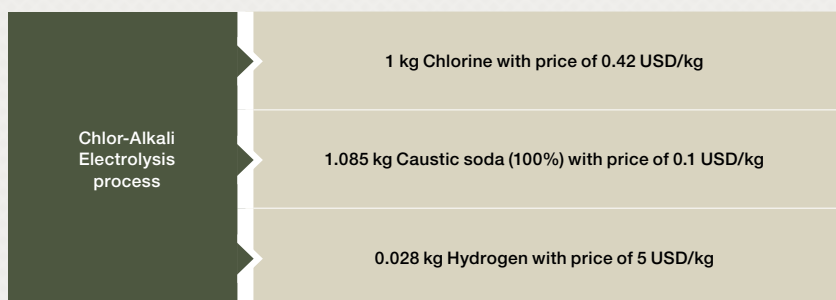 Chlor-Alkali
Electrolysis
process
1 kg Chlorine with price of 0.42 USD/kg
1.085 kg Caustic soda (100%) with price of 0.1 USD/kg
0.028 kg Hydrogen with price of 5 USD/kg